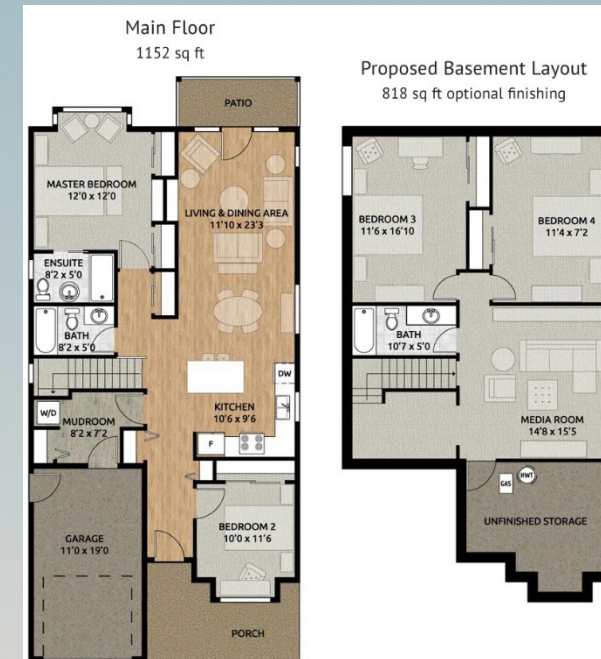 Main Floor
1152 sq ft
PATIO
MASTER BEDROOM
12'0 x 12'0
LIVING & DINING AREA
11'10 x 23'3
ENSUITE
8'2 x 5'0
BATH
8'2 x 5'0
DW
W/D
MUDROOM
8'2 x 7'2
KITCHEN
10'6 x 9'6
F
GARAGE
11'0 x 19'0
BEDROOM 2
10'0 x 11'6
PORCH
Proposed Basement Layout
818 sq ft optional finishing
BEDROOM 3
11'6 x 16'10
BEDROOM 4
11'4 x 7'2
BATH
10'7 x 5'0
MEDIA ROOM
14'8 x 15'5
GAS
HWT
UNFINISHED STORAGE